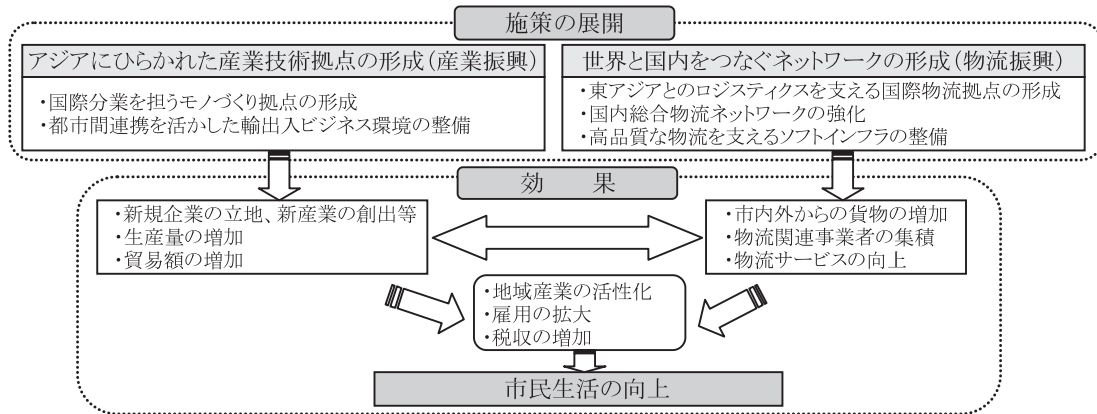 施策の展開
アジアにひらかれた産業技術拠点の形成(産業振興)
・国際分業を担うモノづくり拠点の形成
・都市間連携を活かした輸出入ビジネス環境の整備
世界と国内をつなぐネットワークの形成(物流振興)
・東アジアとのロジスティクスを支える国際物流拠点の形成
・国内総合物流ネットワークの強化
・高品質な物流を支えるソフトインフラの整備
効 果
・新規企業の立地、新産業の創出等
・生産量の増加
・貿易額の増加
・市内外からの貨物の増加
・物流関連事業者の集積
・物流サービスの向上
・地域産業の活性化
・雇用の拡大
・税収の増加
市民生活の向上